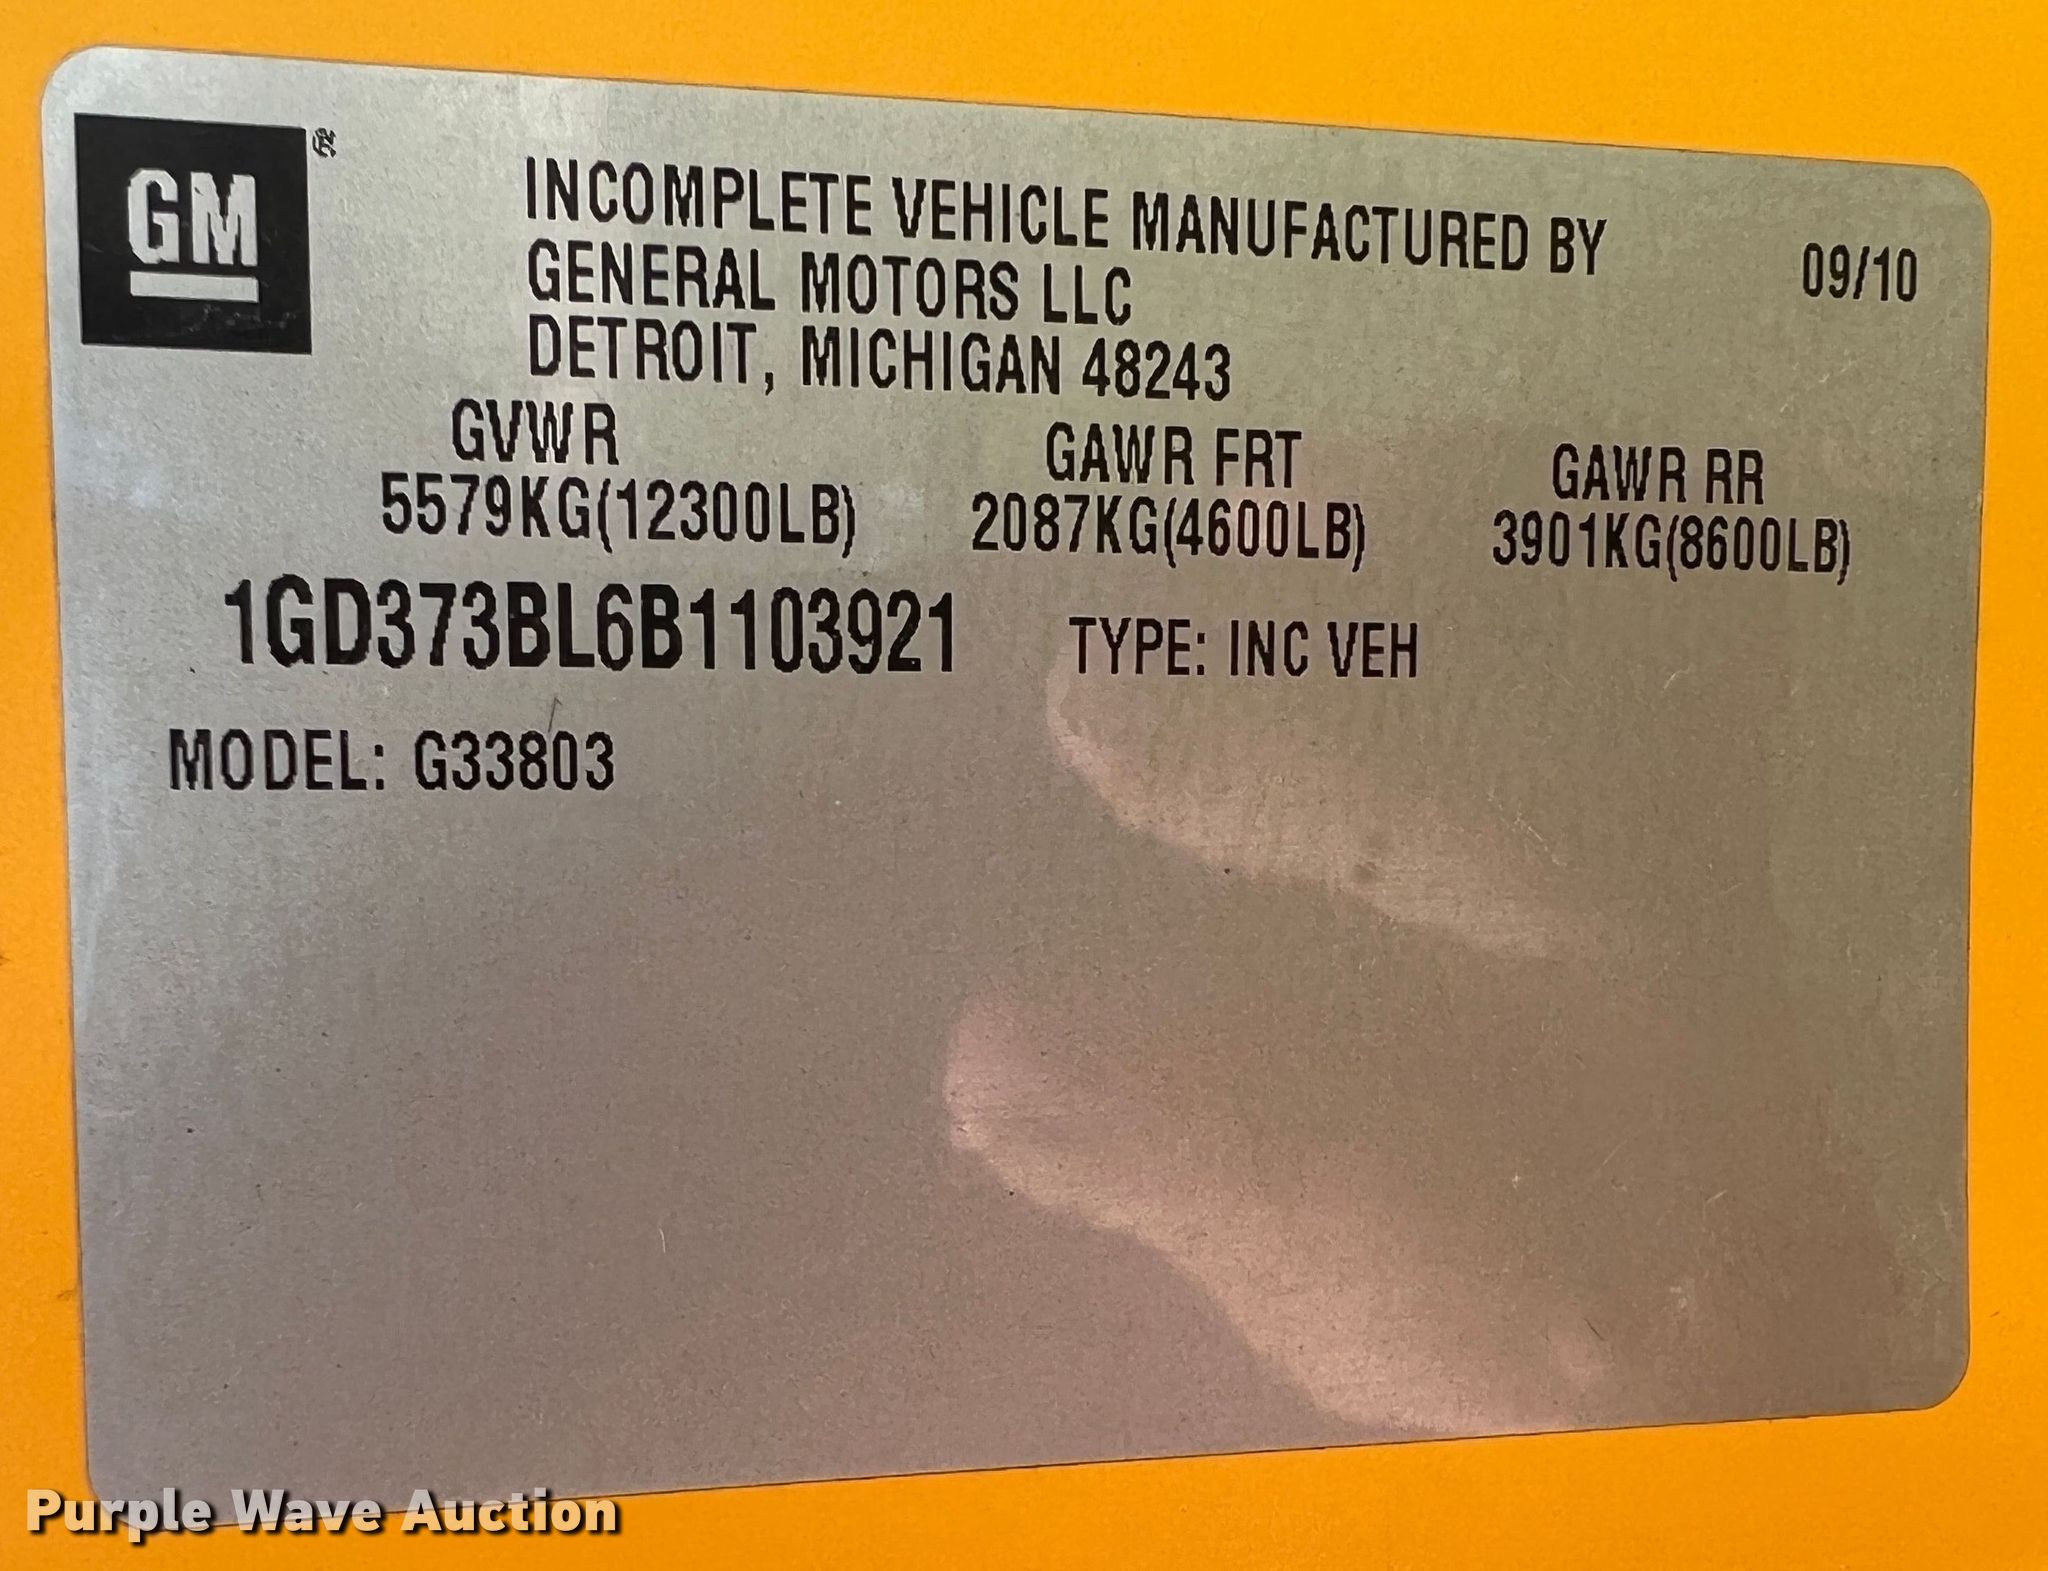 GM®
INCOMPLETE VEHICLE MANUFACTURED BY
GENERAL MOTORS LLC
DETROIT, MICHIGAN 48243
09/10
GVWR
5579KG(12300LB)
GAWR FRT
2087KG(4600LB)
GAWR RR
3901KG(8600LB)
1GD373BL6B1103921 TYPE: INC VEH
MODEL: G33803
Purple Wave Auction